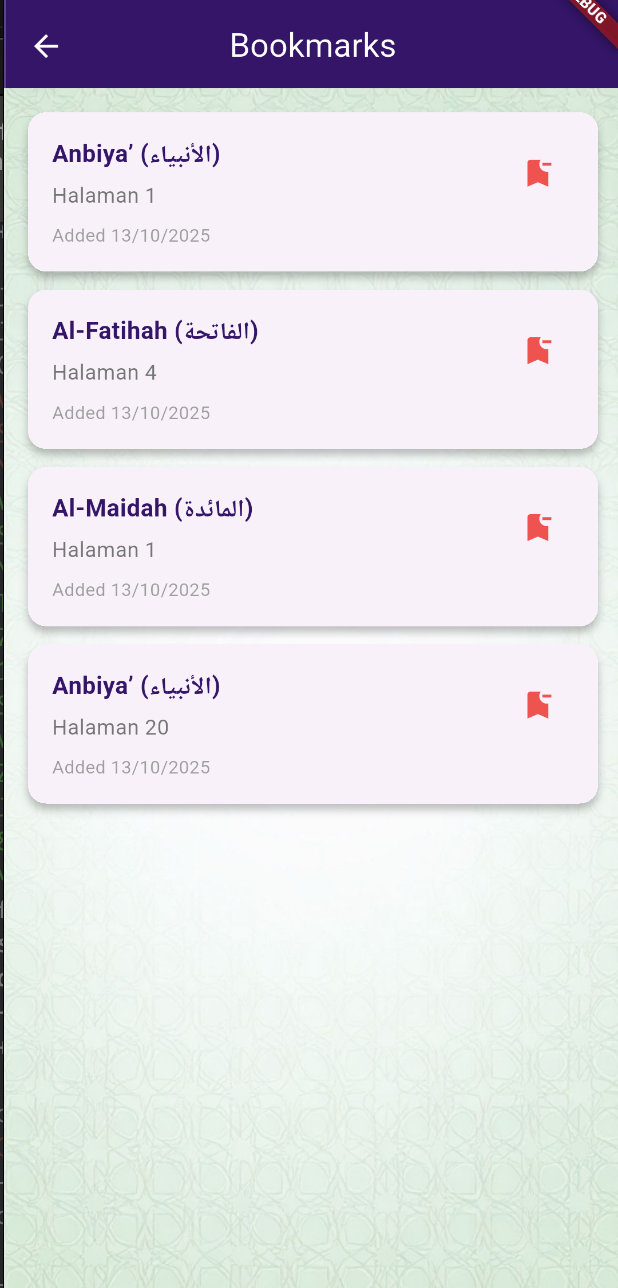 Bookmarks
Anbiya’ (الأنبياء)
Halaman 1
Added 13/10/2025
Al-Fatihah (الفاتحة)
Halaman 4
Added 13/10/2025
Al-Maidah (المائدة)
Halaman 1
Added 13/10/2025
Anbiya’ (الأنبياء)
Halaman 20
Added 13/10/2025